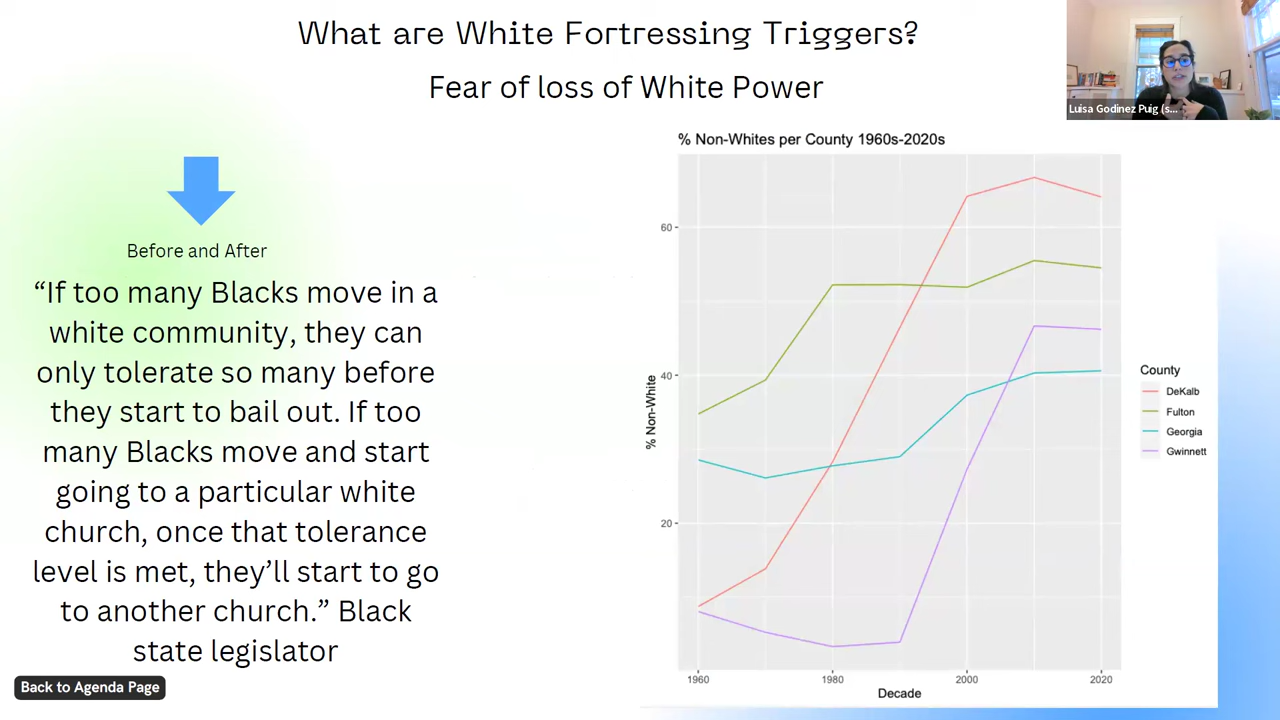 What are White Fortressing Triggers?
Fear of loss of White Power
Luisa Godinez Puig (s...
Before and After
“If too many Blacks move in a
white community, they can
only tolerate so many before
they start to bail out. If too
many Blacks move and start
going to a particular white
church, once that tolerance
level is met, they’ll start to go
to another church.” Black
state legislator
Back to Agenda Page
% Non-Whites per County 1960s-2020s
% Non-White
60
40
20
1960
1980
2000
2020
Decade
County
DeKalb
Fulton
Georgia
Gwinnett